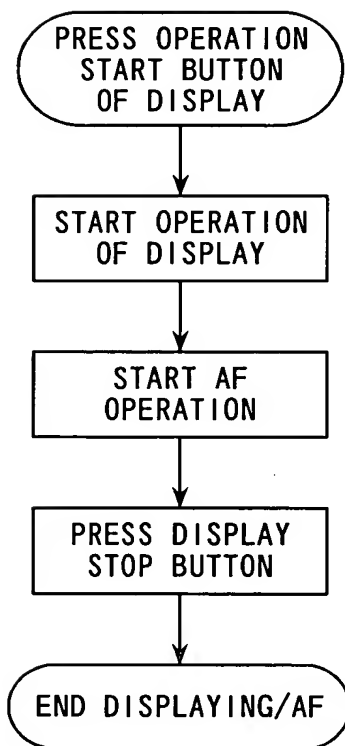 PRESS OPERATION
START BUTTON
OF DISPLAY
START OPERATION
OF DISPLAY
START AF
OPERATION
PRESS DISPLAY
STOP BUTTON
END DISPLAYING/AF